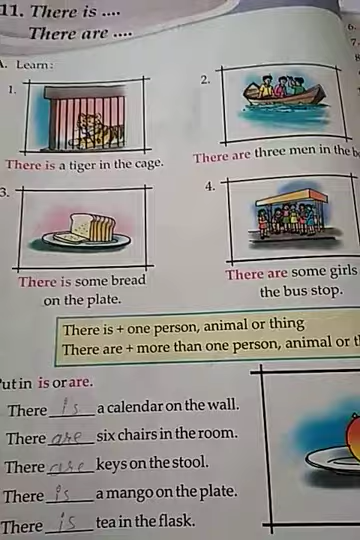 11. There is ....
There are ....
6.
7.
8
A. Learn:
1.
There is a tiger in the cage.
2.
There are three men in the
3.
There is some bread
on the plate.
4.
There are some girls
the bus stop.
There is + one person, animal or thing
There are + more than one person, animal or
Put in is or are.
There is a calendar on the wall.
There are six chairs in the room.
There are keys on the stool.
There is a mango on the plate.
There is tea in the flask.